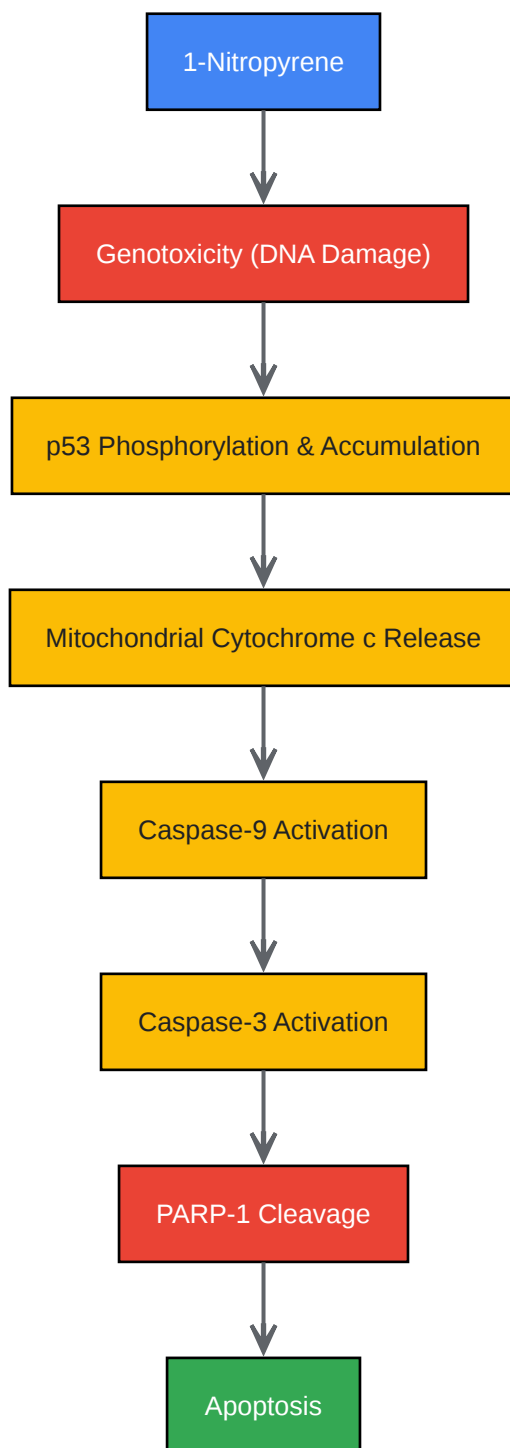 1-Nitropyrene
Genotoxicity (DNA Damage)
p53 Phosphorylation & Accumulation
Mitochondrial Cytochrome c Release
Caspase-9 Activation
Caspase-3 Activation
PARP-1 Cleavage
Apoptosis